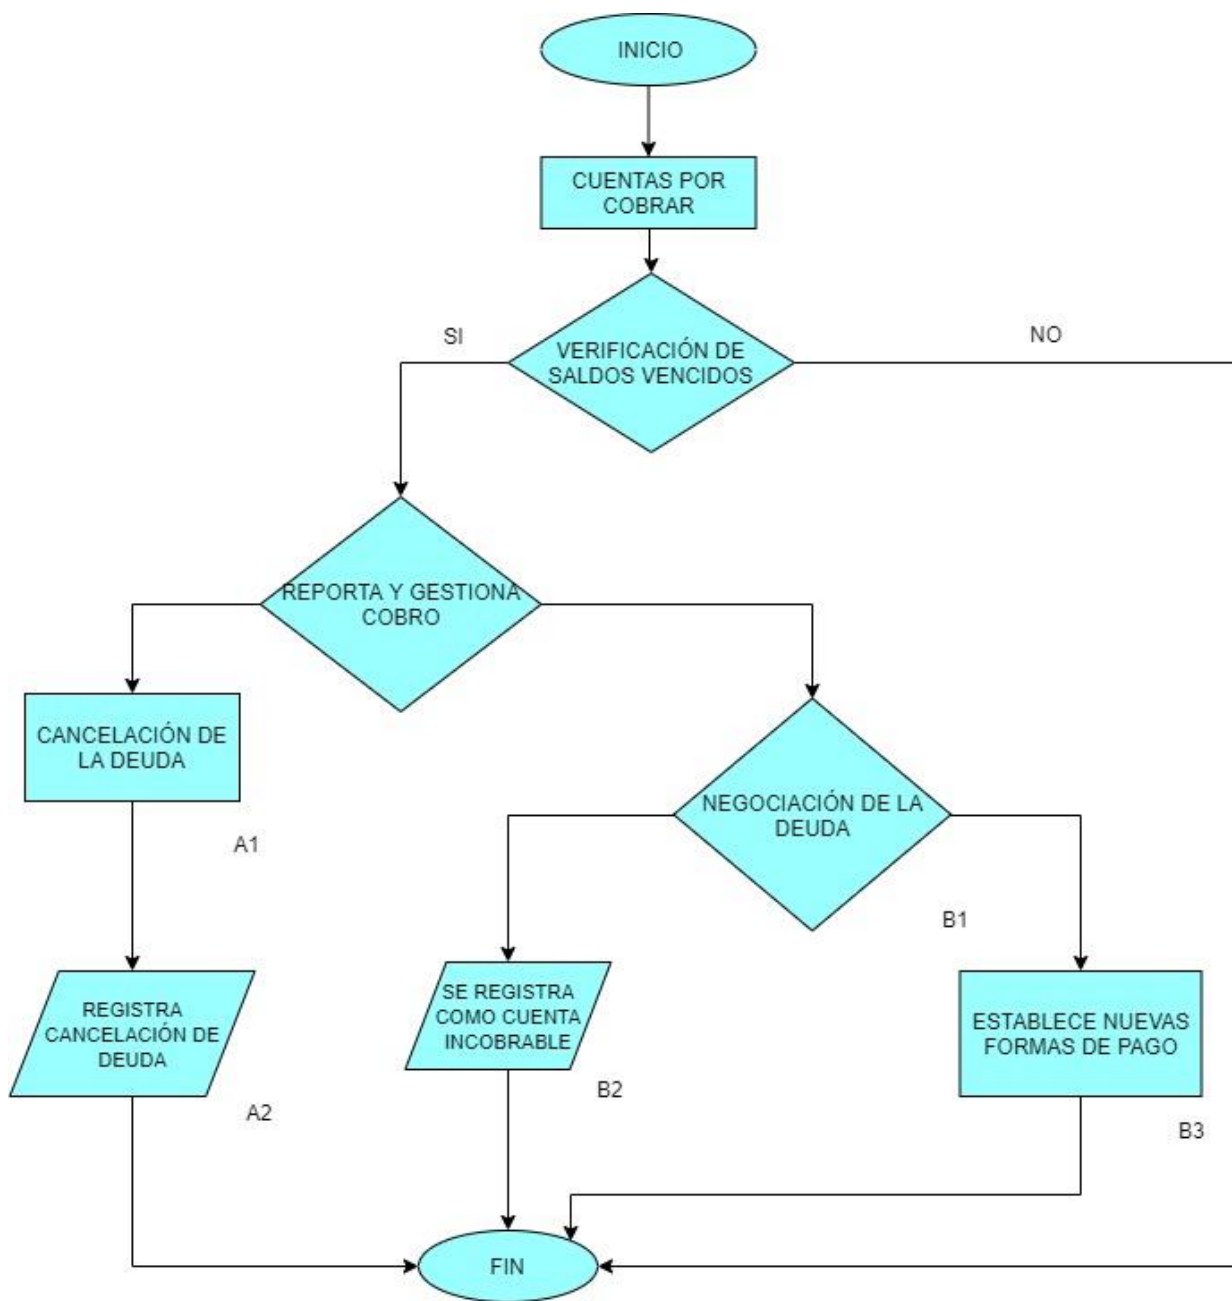 INICIO
CUENTAS POR
COBRAR
SI
NO
VERIFICACIÓN DE
SALDOS VENCIDOS
REPORTA Y GESTIONA
COBRO
CANCELACIÓN DE
LA DEUDA
A1
NEGOCIACIÓN DE LA
DEUDA
B1
REGISTRA
CANCELACIÓN DE
DEUDA
A2
SE REGISTRA
COMO CUENTA
INCOBRABLE
B2
ESTABLECE NUEVAS
FORMAS DE PAGO
B3
FIN